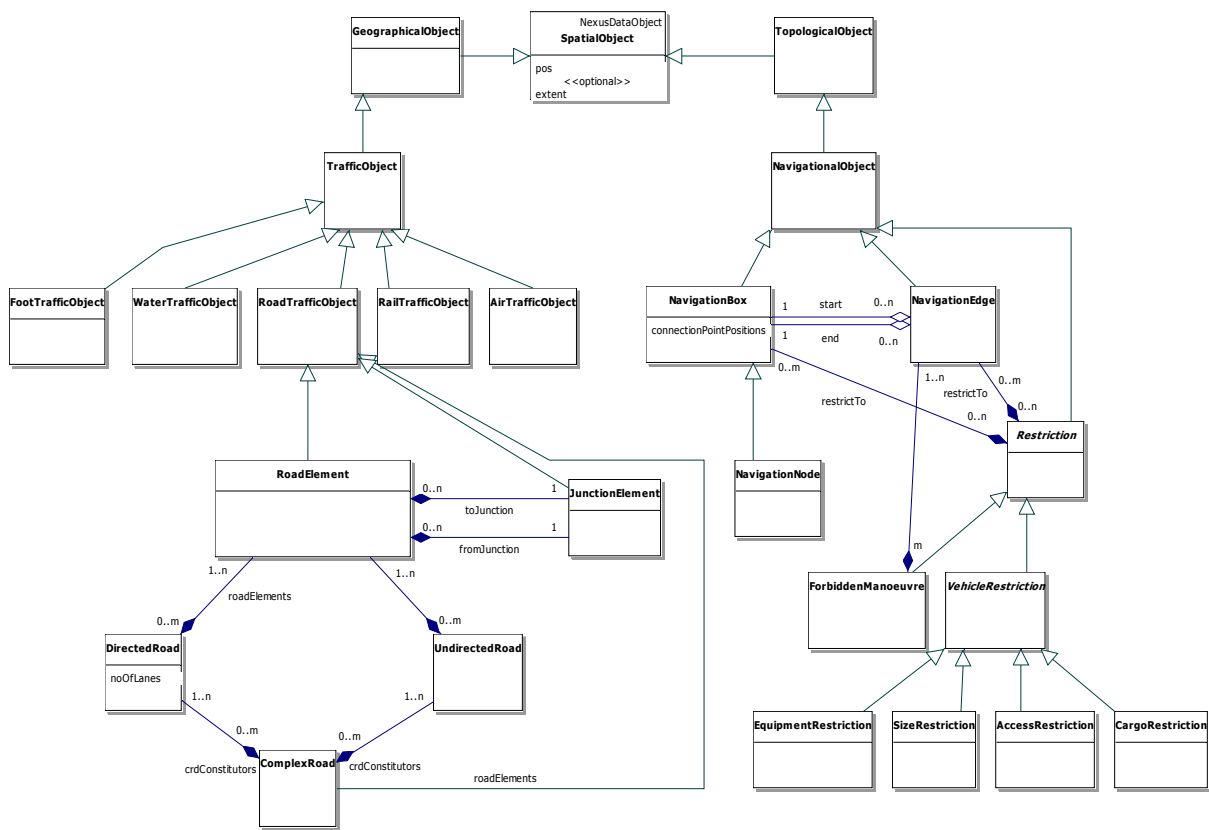 NexusDataObject
GeographicalObject
SpatialObject
TopologicalObject
pos
<<optional>>
extent
TrafficObject
NavigationalObject
FootTrafficObject
WaterTrafficObject
RoadTrafficObject
RailTrafficObject
AirTrafficObject
NavigationBox
connectionPointPositions
NavigationEdge
1
start
0..n
1
end
0..n
0..m
restrictTo
0..n
1..n
0..m
restrictTo
0..n
Restriction
NavigationNode
RoadElement
JunctionElement
0..n
1
toJunction
0..n
1
fromJunction
m
ForbiddenManoeuvre
VehicleRestriction
1..n
roadElements
0..m
1..n
0..m
DirectedRoad
noOfLanes
UndirectedRoad
1..n
0..m
crdConstitutors
1..n
0..m
crdConstitutors
ComplexRoad
roadElements
EquipmentRestriction
SizeRestriction
AccessRestriction
CargoRestriction